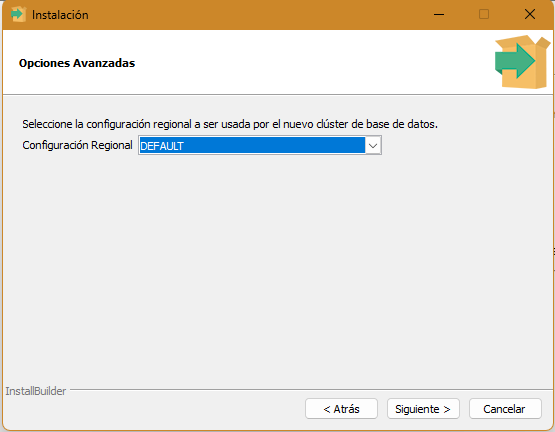 Instalación
Opciones Avanzadas
Seleccione la configuración regional a ser usada por el nuevo clúster de base de datos.
Configuración Regional DEFAULT
InstallBuilder
< Atrás Siguiente > Cancelar